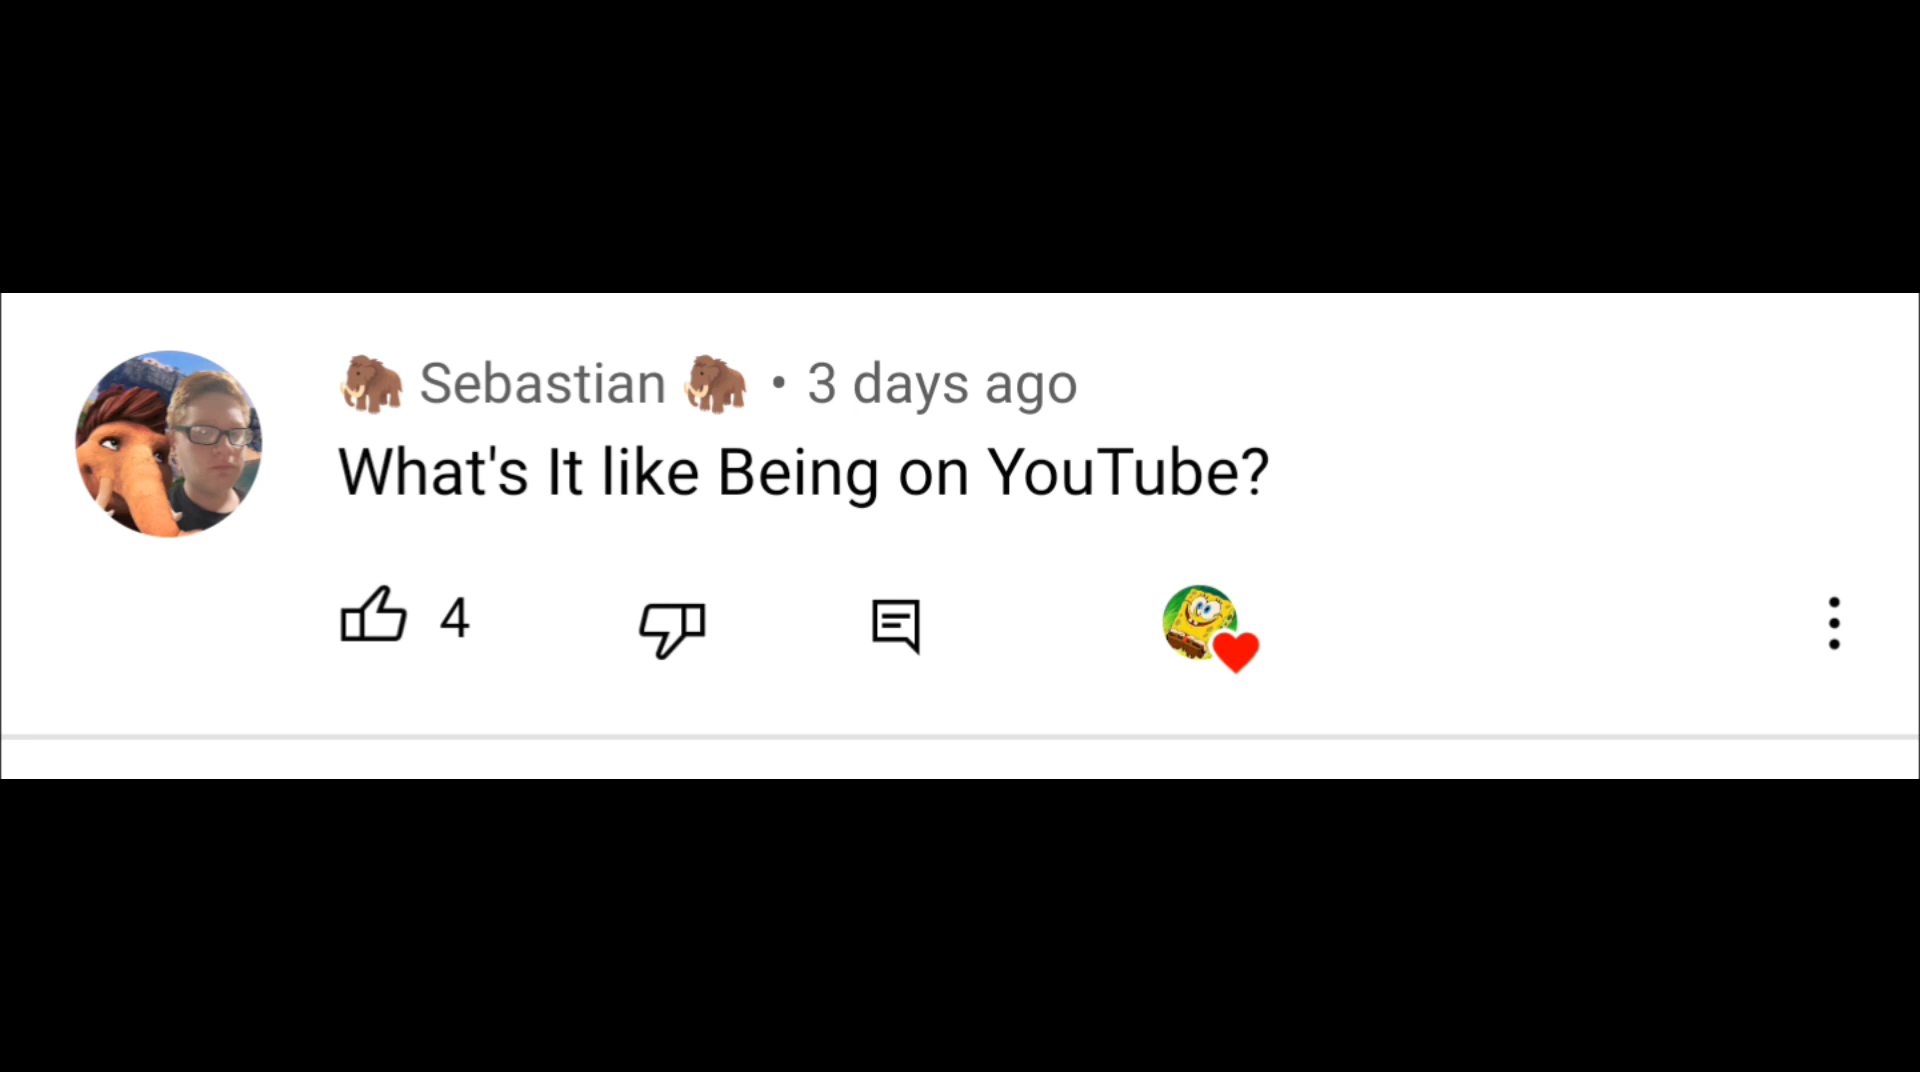 🦣 Sebastian 🦣 • 3 days ago
What's It like Being on YouTube?
4